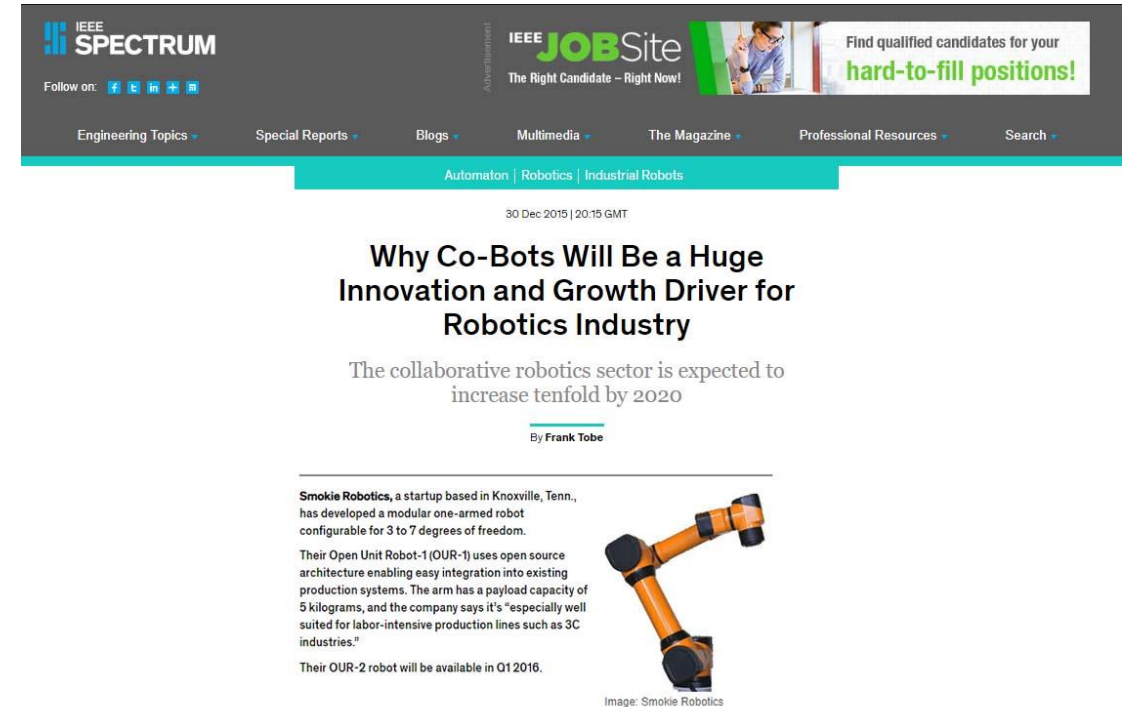 IEEE
SPECTRUM
Follow on:
Advertisement
IEEE JOBSite
The Right Candidate – Right Now!
Find qualified candidates for your
hard-to-fill positions!
Engineering Topics
Special Reports
Blogs
Multimedia
The Magazine
Professional Resources
Search
Automaton | Robotics | Industrial Robots
30 Dec 2015 | 20:15 GMT
Why Co-Bots Will Be a Huge
Innovation and Growth Driver for
Robotics Industry
The collaborative robotics sector is expected to
increase tenfold by 2020
By Frank Tobe
Smokie Robotics, a startup based in Knoxville, Tenn.,
has developed a modular one-armed robot
configurable for 3 to 7 degrees of freedom.
Their Open Unit Robot-1 (OUR-1) uses open source
architecture enabling easy integration into existing
production systems. The arm has a payload capacity of
5 kilograms, and the company says it's “especially well
suited for labor-intensive production lines such as 3C
industries.”
Their OUR-2 robot will be available in Q1 2016.
Image: Smokie Robotics